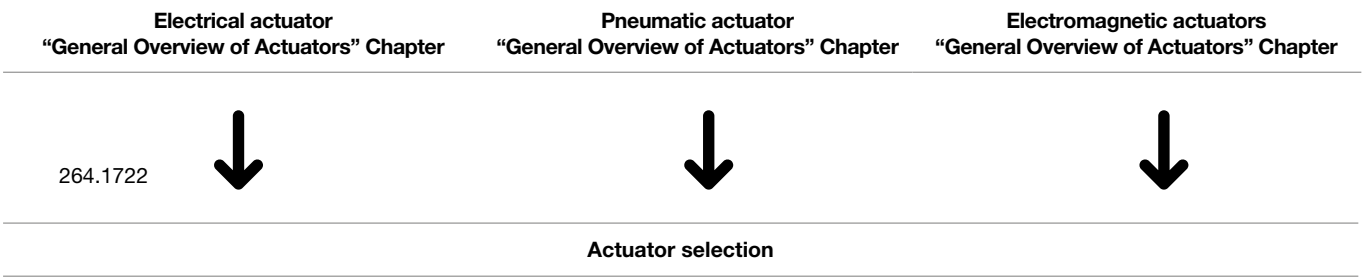 Electrical actuator
“General Overview of Actuators” Chapter
Pneumatic actuator
“General Overview of Actuators” Chapter
Electromagnetic actuators
“General Overview of Actuators” Chapter
264.1722
Actuator selection